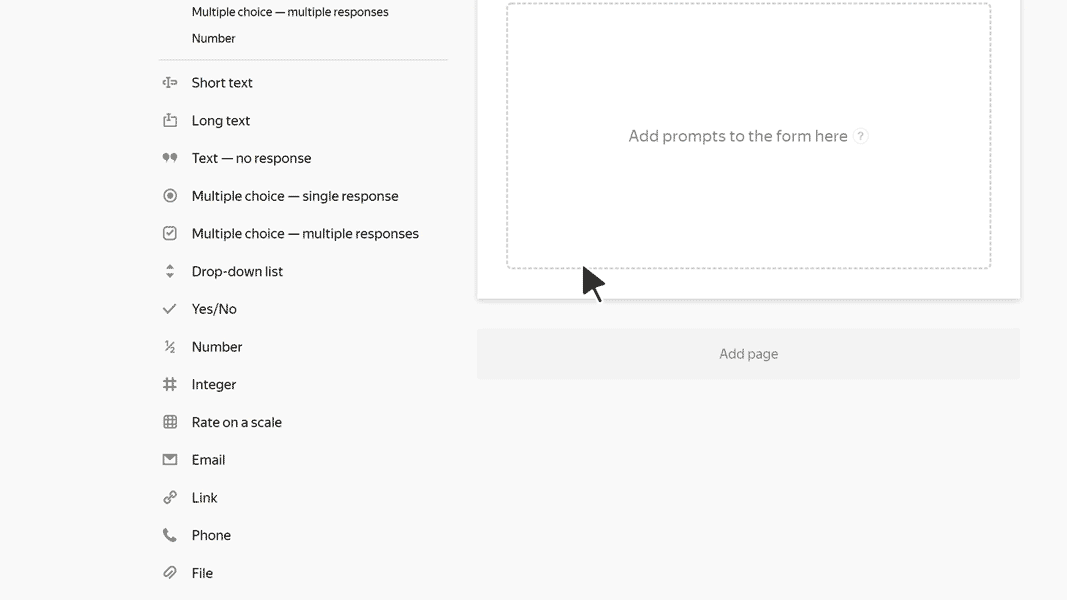 Multiple choice — multiple responses
Number
Short text
Long text
Text — no response
Multiple choice — single response
Multiple choice — multiple responses
Drop-down list
Yes/No
½ Number
Integer
Rate on a scale
Email
Link
Phone
File
Add prompts to the form here ?
Add page